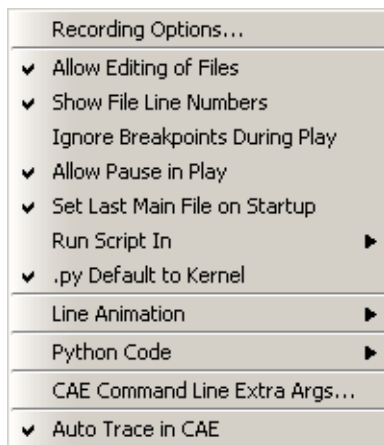 Recording Options...
Allow Editing of Files
Show File Line Numbers
Ignore Breakpoints During Play
Allow Pause in Play
Set Last Main File on Startup
Run Script In
.py Default to Kernel
Line Animation
Python Code
CAE Command Line Extra Args...
Auto Trace in CAE